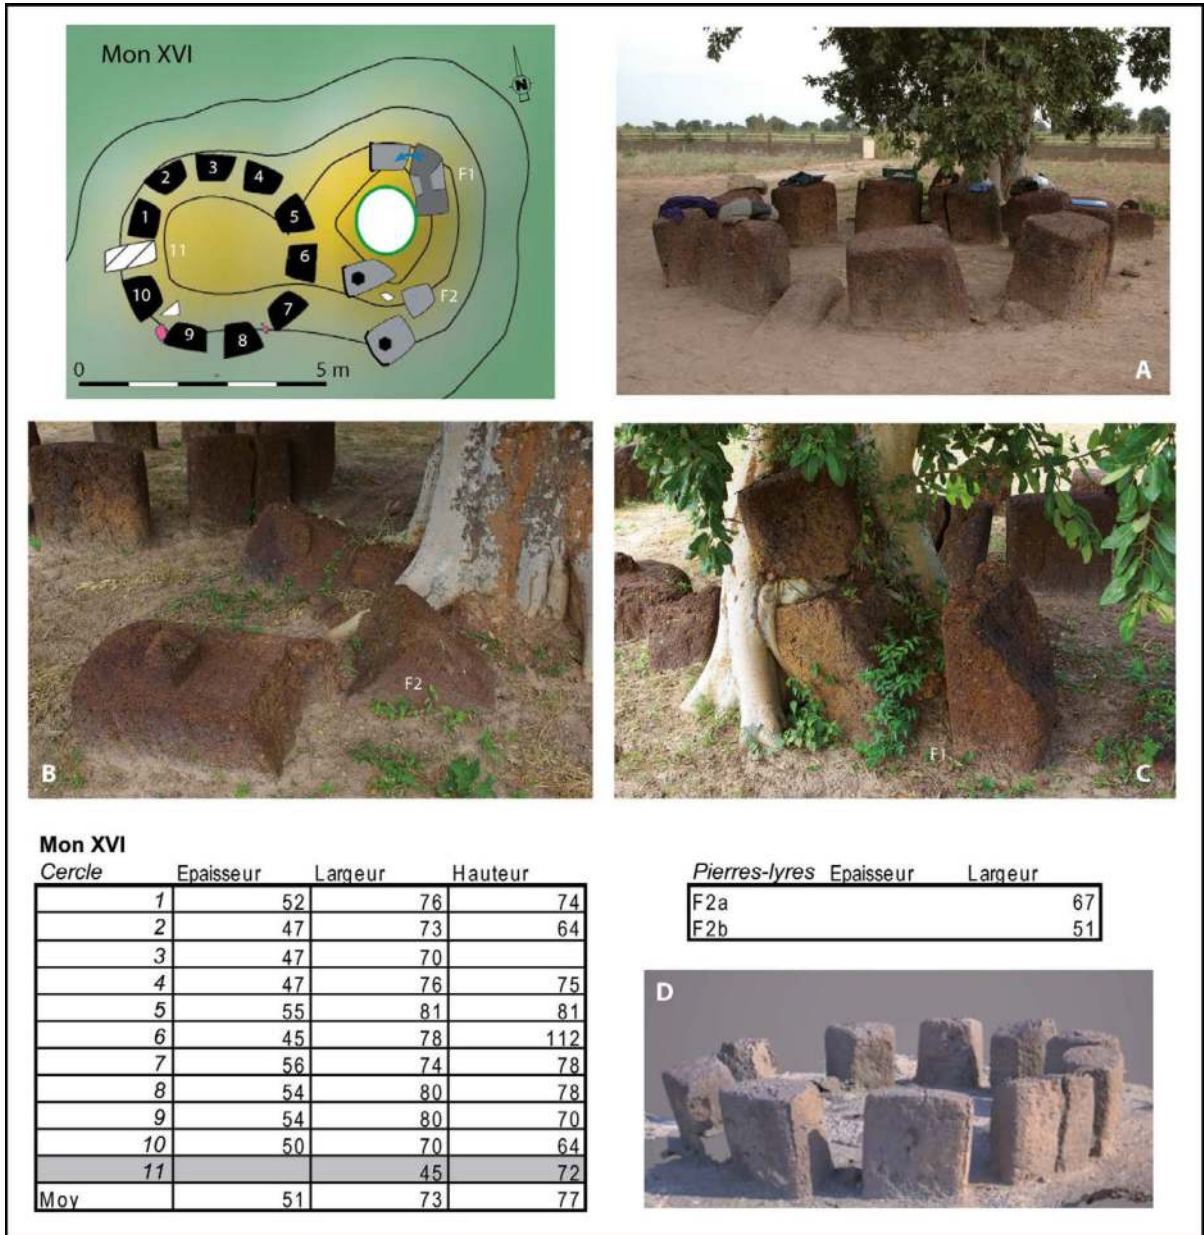 Mon XVI
N
3
2
4
F1
1
5
11
6
10
F2
7
9
8
0
5 m
A
B
F2
C
F1
Mon XVI
Cercle Epaisseur Largeur Hauteur
1 52 76 74
2 47 73 64
3 47 70
4 47 76 75
5 55 81 81
6 45 78 112
7 56 74 78
8 54 80 78
9 54 80 70
10 50 70 64
11 45 72
Moy 51 73 77
Pierres-lyres Epaisseur Largeur
F2a 67
F2b 51
D